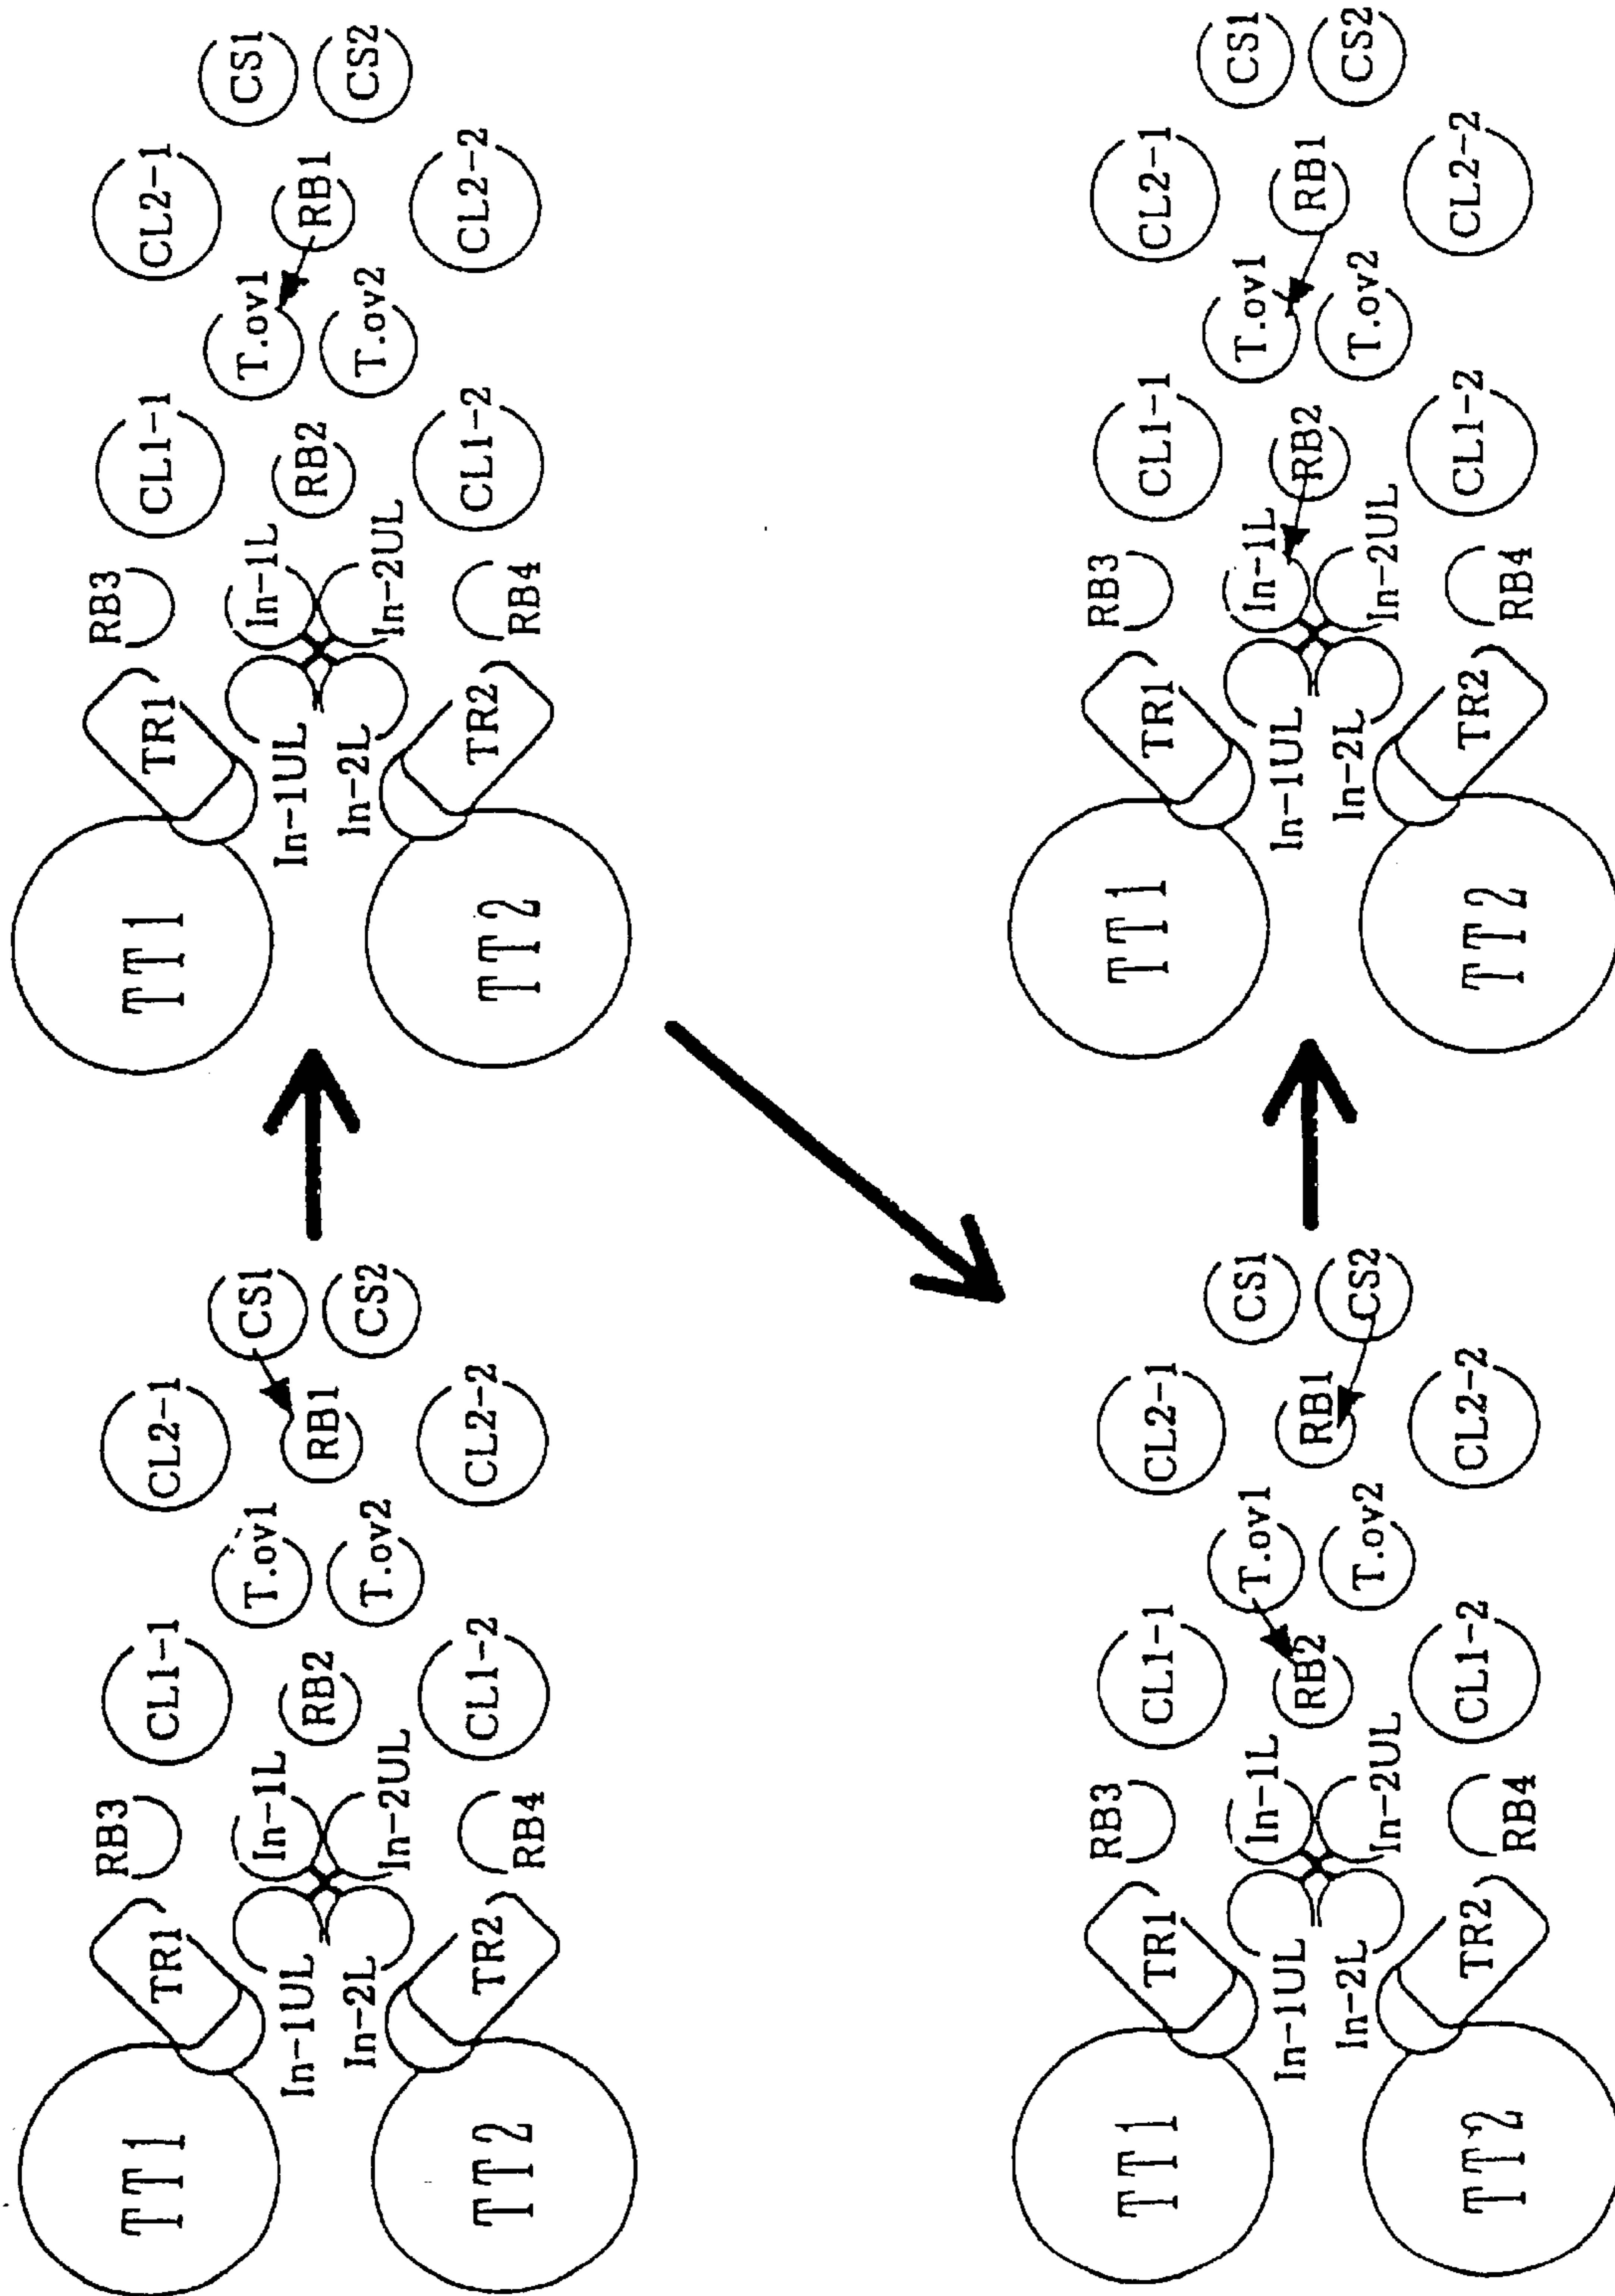 TT1 TR1 RB3 CL1-1 CL2-1
In-1UL In-1L T.ov1 CS1
RB2 RB1
In-2L In-2UL T.ov2 CS2
TT2 TR2 RB4 CL1-2 CL2-2
TT1 TR1 RB3 CL1-1 CL2-1
In-1UL In-1L T.ov1 CS1
RB2 RB1
In-2L In-2UL T.ov2 CS2
TT2 TR2 RB4 CL1-2 CL2-2
TT1 TR1 RB3 CL1-1 CL2-1
In-1UL In-1L T.ov1 CS1
RB2 RB1
In-2L In-2UL T.ov2 CS2
TT2 TR2 RB4 CL1-2 CL2-2
TT1 TR1 RB3 CL1-1 CL2-1
In-1UL In-1L T.ov1 CS1
RB2 RB1
In-2L In-2UL T.ov2 CS2
TT2 TR2 RB4 CL1-2 CL2-2